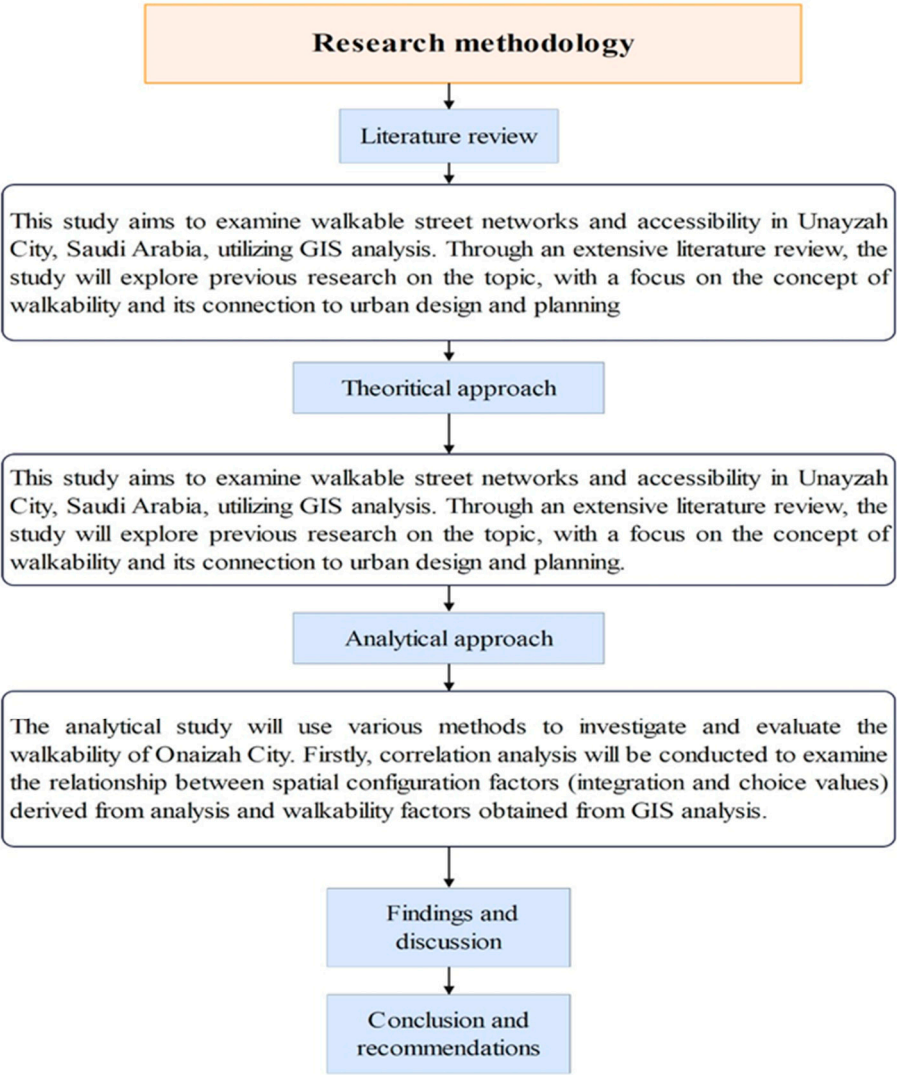 Research methodology
Literature review
This study aims to examine walkable street networks and accessibility in Unayzah
City, Saudi Arabia, utilizing GIS analysis. Through an extensive literature review, the
study will explore previous research on the topic, with a focus on the concept of
walkability and its connection to urban design and planning
Theoritical approach
This study aims to examine walkable street networks and accessibility in Unayzah
City, Saudi Arabia, utilizing GIS analysis. Through an extensive literature review, the
study will explore previous research on the topic, with a focus on the concept of
walkability and its connection to urban design and planning.
Analytical approach
The analytical study will use various methods to investigate and evaluate the
walkability of Onaizah City. Firstly, correlation analysis will be conducted to examine
the relationship between spatial configuration factors (integration and choice values)
derived from analysis and walkability factors obtained from GIS analysis.
Findings and
discussion
Conclusion and
recommendations